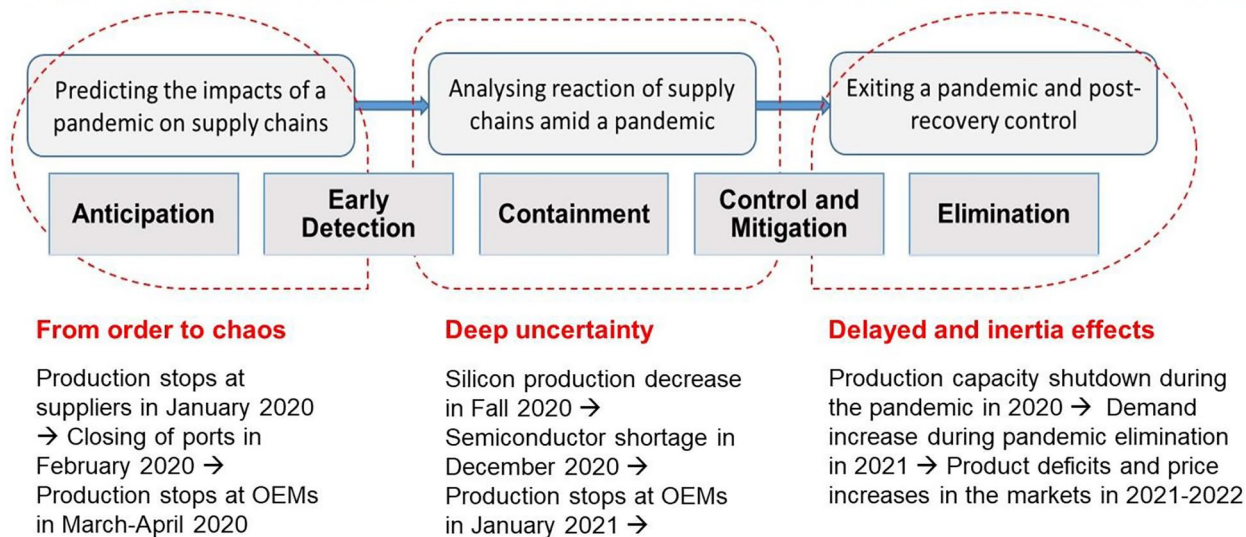 Predicting the impacts of a
pandemic on supply chains
Analysing reaction of supply
chains amid a pandemic
Exiting a pandemic and post-
recovery control
Anticipation
Early
Detection
Containment
Control and
Mitigation
Elimination
From order to chaos
Production stops at
suppliers in January 2020
→ Closing of ports in
February 2020 →
Production stops at OEMs
in March-April 2020
Deep uncertainty
Silicon production decrease
in Fall 2020 →
Semiconductor shortage in
December 2020 →
Production stops at OEMs
in January 2021 →
Delayed and inertia effects
Production capacity shutdown during
the pandemic in 2020 → Demand
increase during pandemic elimination
in 2021 → Product deficits and price
increases in the markets in 2021-2022